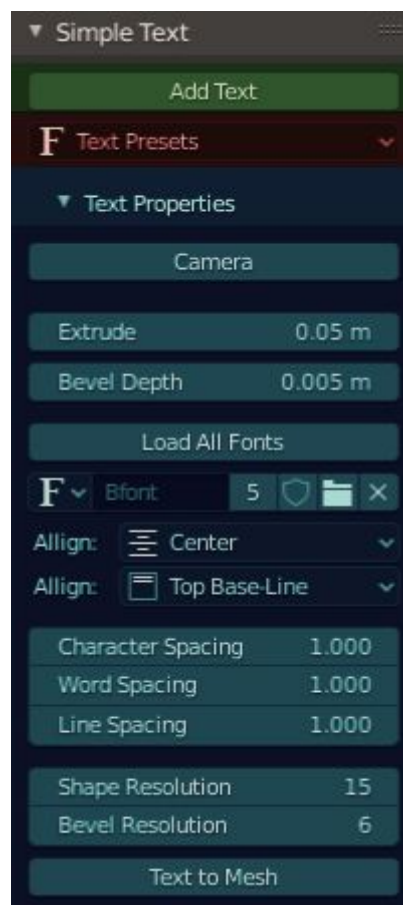 Simple Text
Add Text
F Text Presets
Text Properties
Camera
Extrude 0.05 m
Bevel Depth 0.005 m
Load All Fonts
F Bfont 5
Allign: Center
Allign: Top Base-Line
Character Spacing 1.000
Word Spacing 1.000
Line Spacing 1.000
Shape Resolution 15
Bevel Resolution 6
Text to Mesh